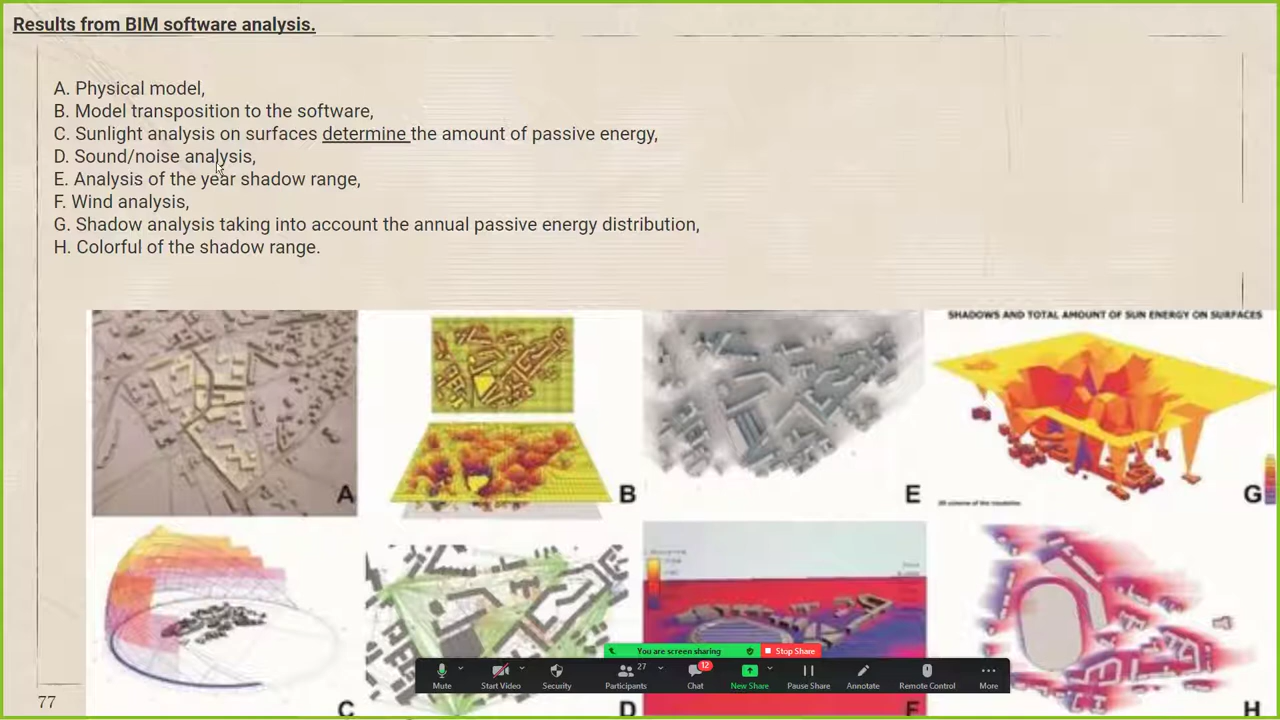 Results from BIM software analysis.
A. Physical model,
B. Model transposition to the software,
C. Sunlight analysis on surfaces determine the amount of passive energy,
D. Sound/noise analysis,
E. Analysis of the year shadow range,
F. Wind analysis,
G. Shadow analysis taking into account the annual passive energy distribution,
H. Colorful of the shadow range.
SHADOWS AND TOTAL AMOUNT OF SUN ENERGY ON SURFACES
A
B
E
G
C
D
F
H
You are screen sharing
Stop Share
27
12
Mute
Start Video
Security
Participants
Chat
New Share
Pause Share
Annotate
Remote Control
More
77